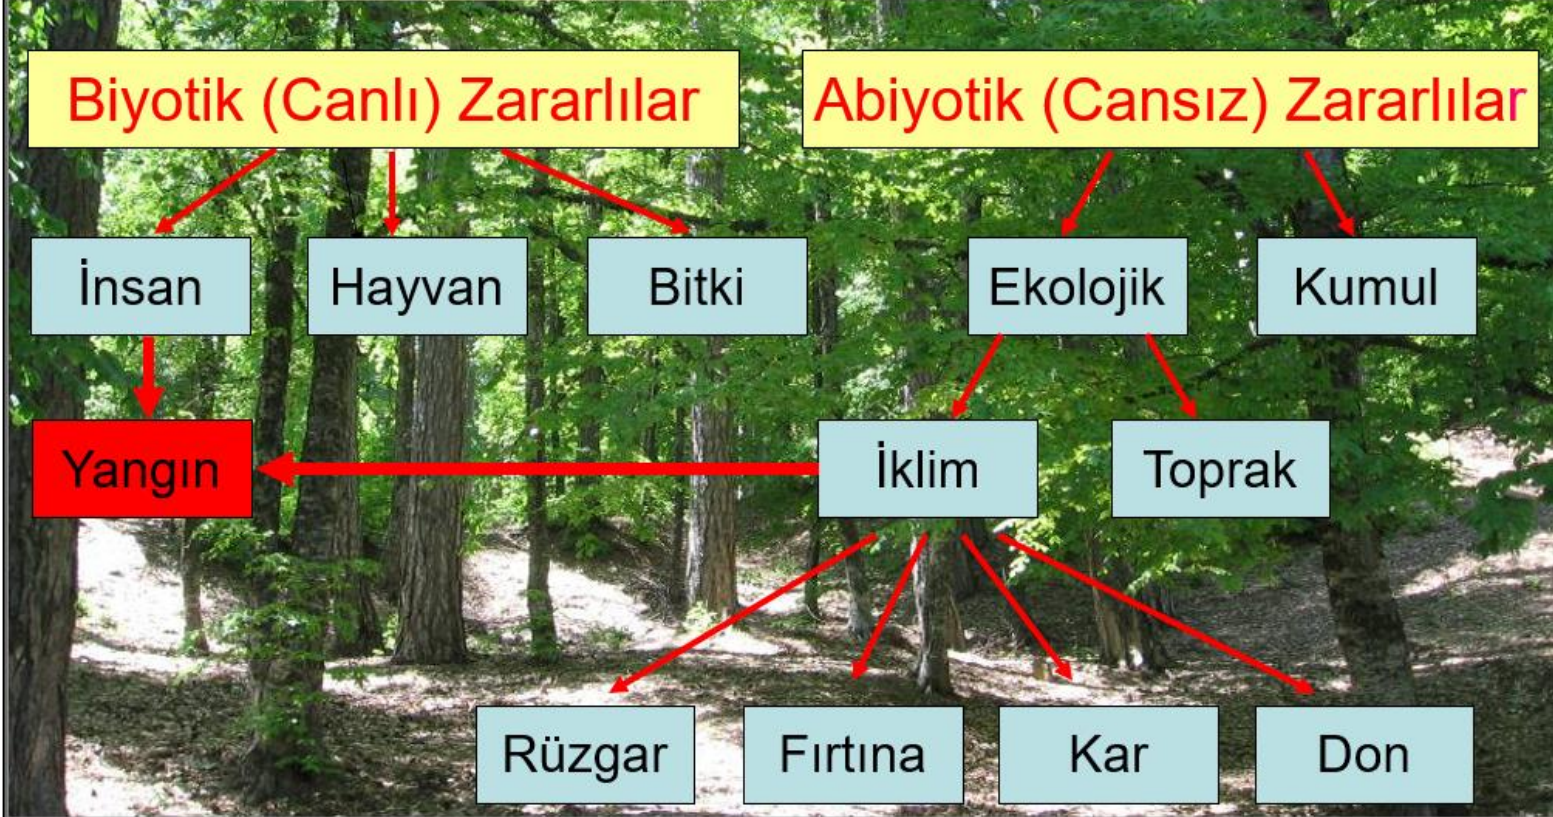 Biyotik (Canlı) Zararlılar
Abiyotik (Cansız) Zararlılar
İnsan
Hayvan
Bitki
Ekolojik
Kumul
Yangın
İklim
Toprak
Rüzgar
Fırtına
Kar
Don